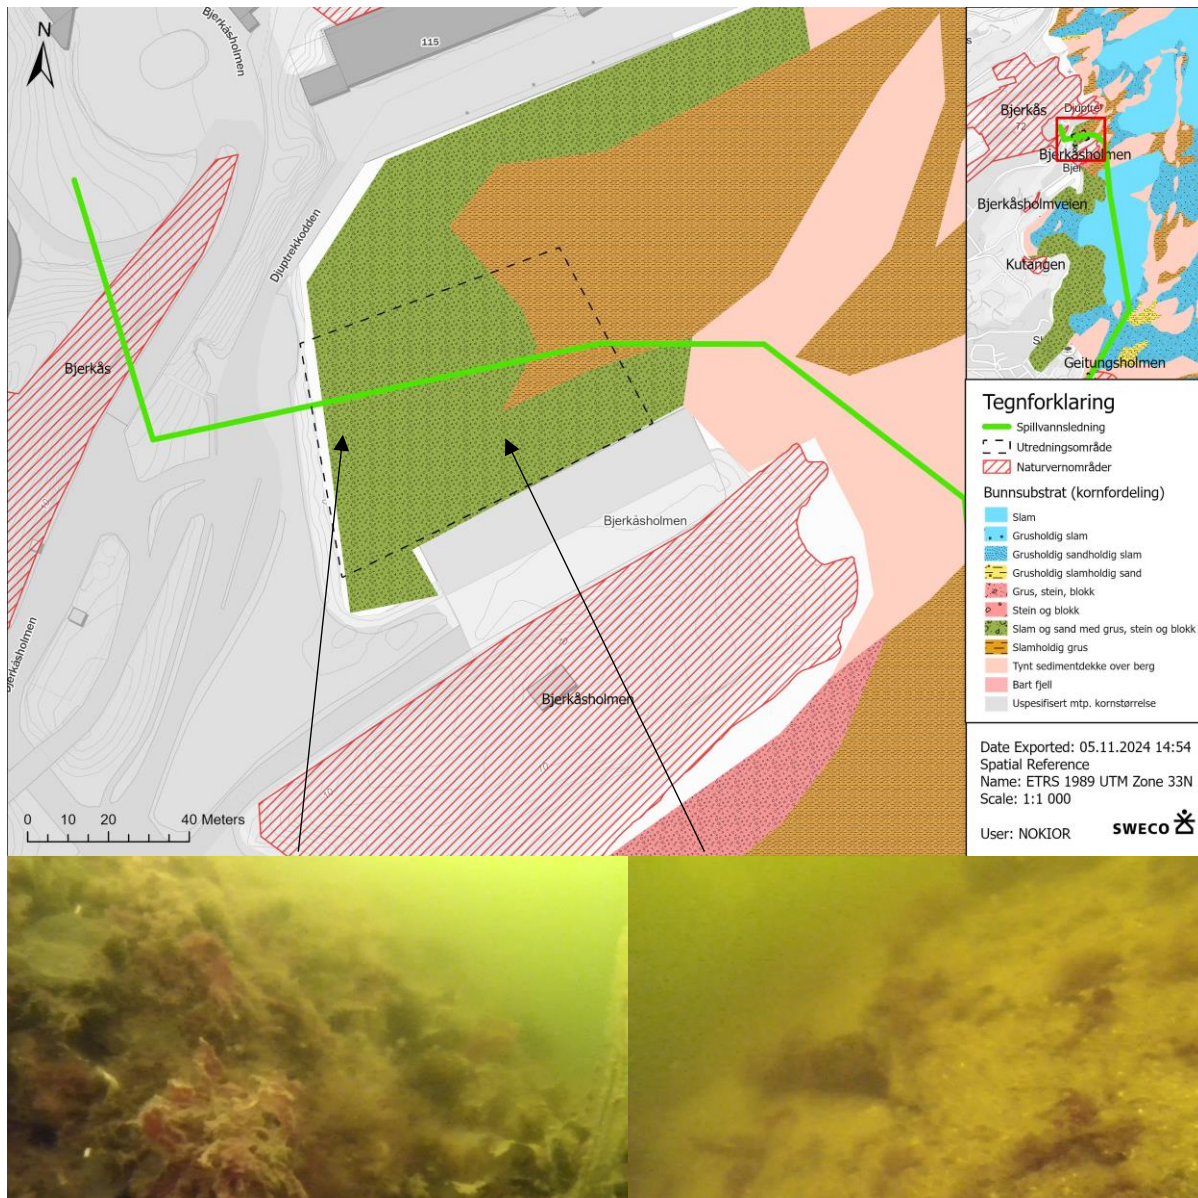 N
Bjerkåsholmen
115
Djuptrekkodden
Bjerkås
Bjerkåsholmen
Bjerkåsholmen
Bjerkåsholmen
10
10
10
0 10 20 40 Meters
Bjerkås
Djuptre
Bjerkåsholmen
Bjer
Bjerkåsholmveien
Kutangen
Geitungsholmen
Tegnforklaring
Spillvannsledning
Utredningsområde
Naturvernområder
Bunnsubstrat (kornfordeling)
Slam
Grusholdig slam
Grusholdig sandholdig slam
Grusholdig slamholdig sand
Grus, stein, blokk
Stein og blokk
Slam og sand med grus, stein og blokk
Slamholdig grus
Tynt sedimentdekke over berg
Bart fjell
Uspesifisert mtp. kornstørrelse
Date Exported: 05.11.2024 14:54
Spatial Reference
Name: ETRS 1989 UTM Zone 33N
Scale: 1:1 000
User: NOKIOR
SWECO